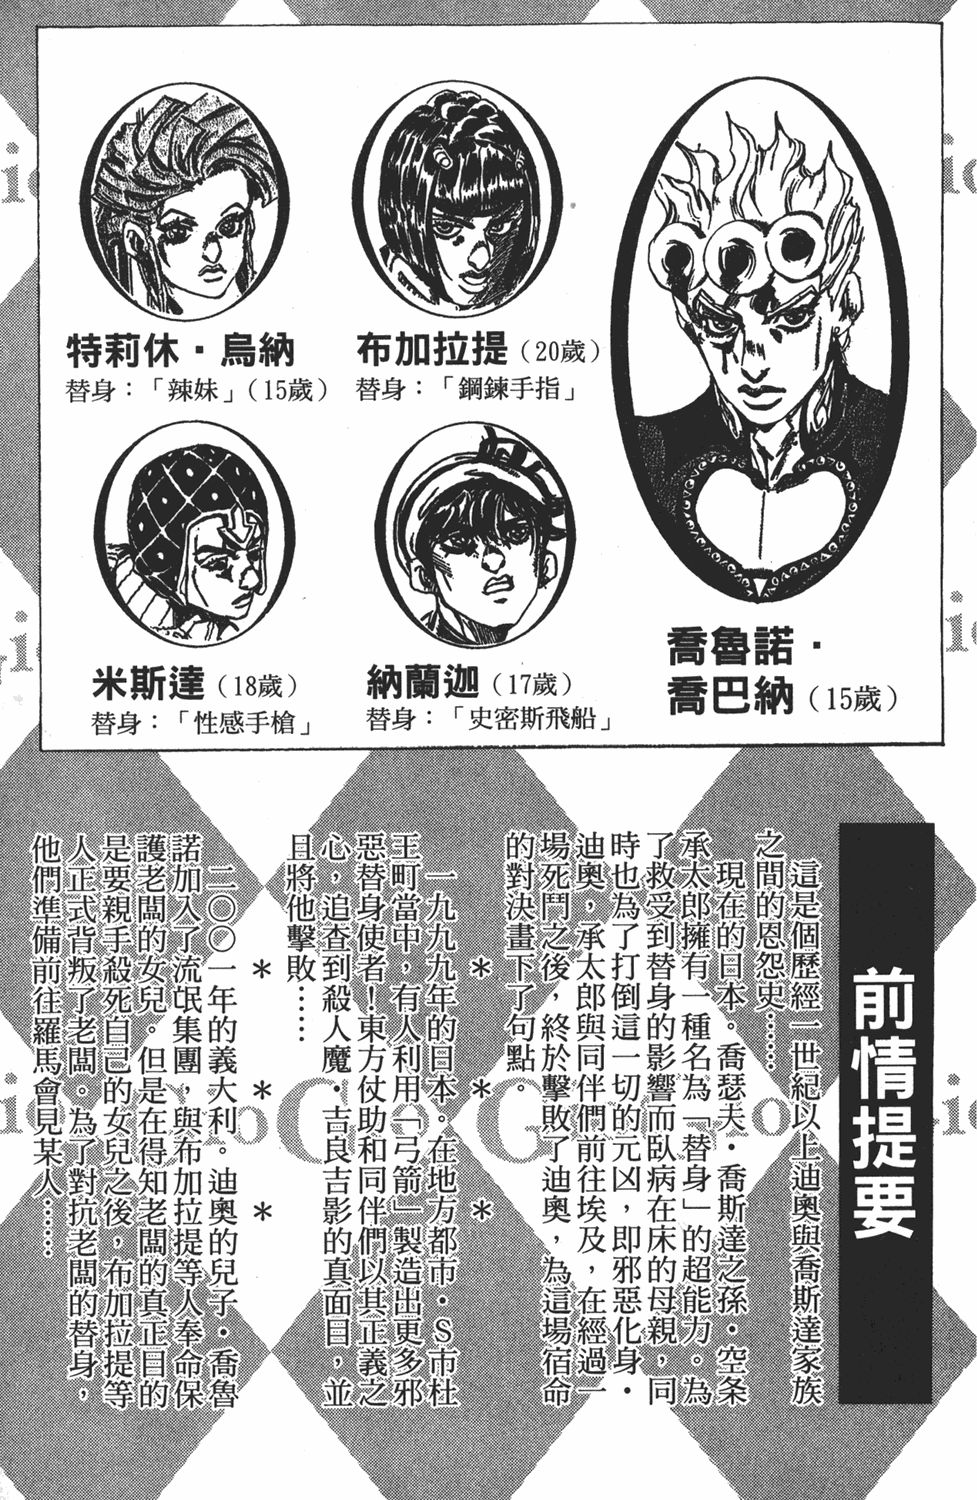 特莉休・烏納
替身：「辣妹」（15歲）
布加拉提（20歲）
替身：「鋼鍊手指」
米斯達（18歲）
替身：「性感手槍」
納蘭迦（17歲）
替身：「史密斯飛船」
喬魯諾・
喬巴納（15歲）
前情提要
這是個歷經一世紀以上迪奧與喬斯達家族
之間的恩怨史……
現在的日本。喬瑟夫・喬斯達之孫・空条
承太郎擁有一種名為「替身」的超能力。為
了救受到替身的影響而臥病在床的母親，同
時也為了打倒這一切的元凶，即邪惡化身・
迪奧，承太郎與同伴們前往埃及，在經過一
場死鬥之後，終於擊敗了迪奧，為這場宿命
的對決畫下了句點。
＊ ＊ ＊
一九九九年的日本。在地方都市・S市杜
王町當中，有人利用「弓箭」製造出更多邪
惡替身使者！東方仗助和同伴們以其正義之
心，追查到殺人魔・吉良吉影的真面目，並
且將他擊敗……
＊ ＊ ＊
二〇〇一年的義大利。迪奧的兒子・喬魯
諾加入了流氓集團，與布加拉提等人奉命保
護老闆的女兒。但是在得知老闆的真正目的
是要親手殺死自己的女兒之後，布加拉提等
人正式背叛了老闆。為了對抗老闆的替身，
他們準備前往羅馬會見某人……
GioGio